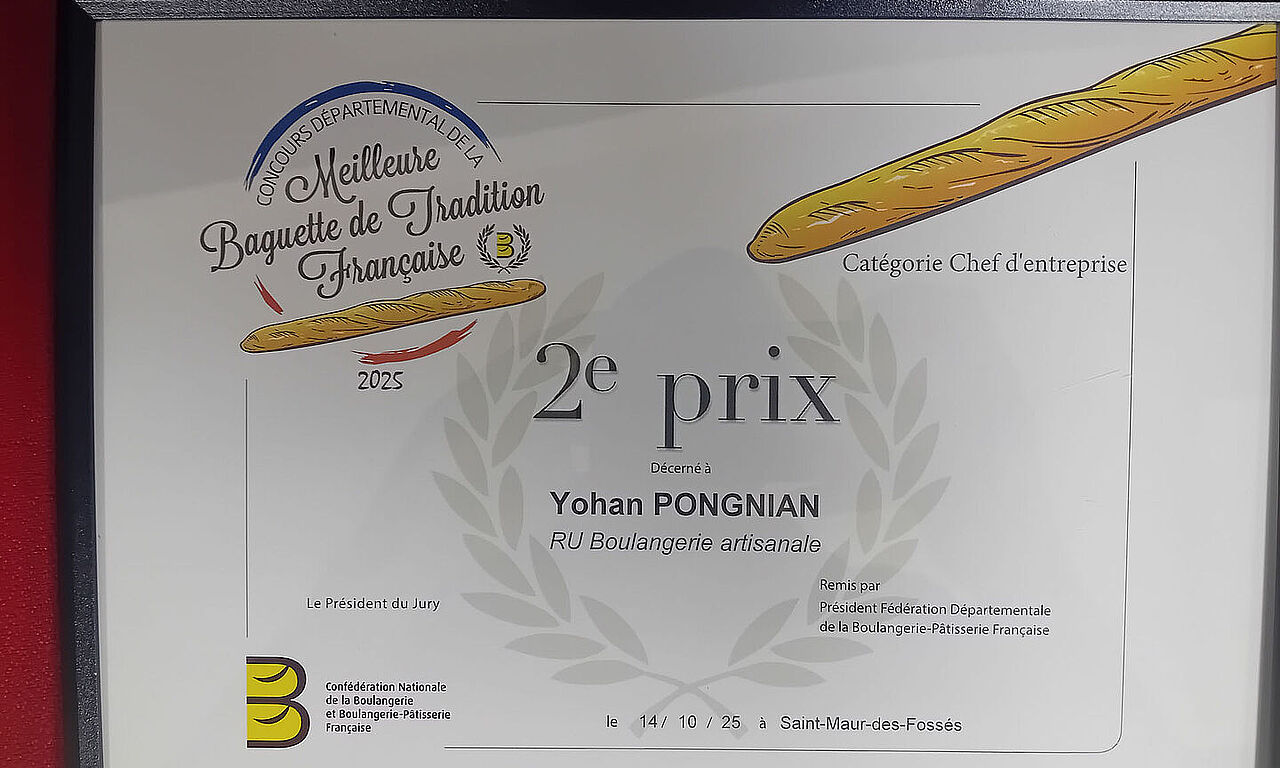 CONCOURS DÉPARTEMENTAL DE LA
Meilleure
Baguette de Tradition
Française
B
2025
Catégorie Chef d'entreprise
2e prix
Décerné à
Yohan PONGNIAN
RU Boulangerie artisanale
Le Président du Jury
Remis par
Président Fédération Départementale
de la Boulangerie-Pâtisserie Française
B
Confédération Nationale
de la Boulangerie
et Boulangerie-Pâtisserie
Française
le 14 / 10 / 25 à Saint-Maur-des-Fossés